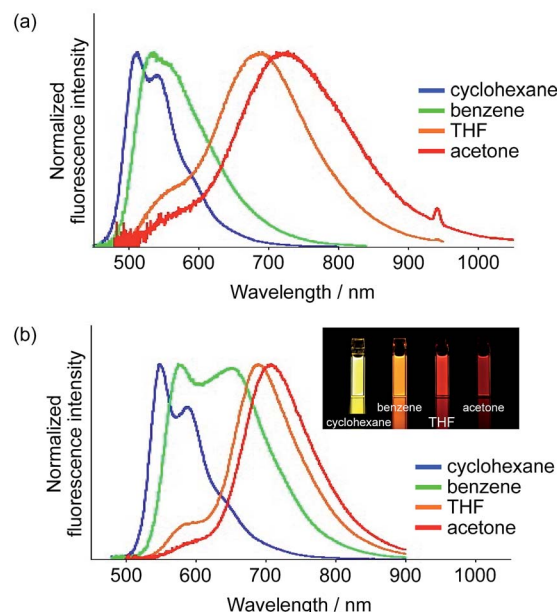 (a)
Normalized
fluorescence intensity
cyclohexane
benzene
THF
acetone
500 600 700 800 900 1000
Wavelength / nm
(b)
Normalized
fluorescence intensity
cyclohexane
benzene
THF
acetone
cyclohexane
benzene
THF
acetone
500 600 700 800 900 1000
Wavelength / nm